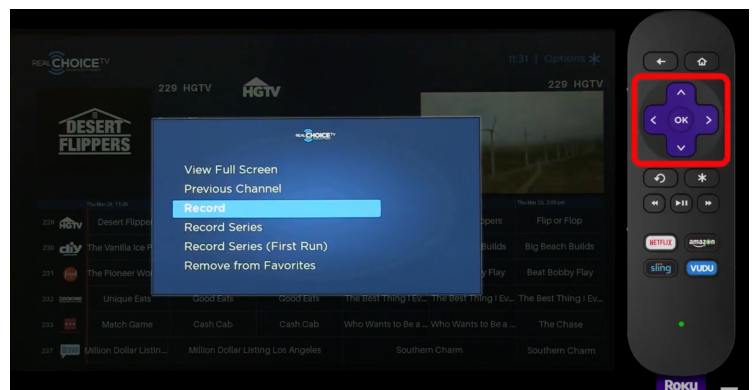 REAL CHOICE TV
11:31 | Options *
229 HGTV
HGTV
229 HGTV
DESERT
FLIPPERS
REAL CHOICE TV
View Full Screen
Previous Channel
Record
Record Series
Record Series (First Run)
Remove from Favorites
OK
NETFLIX amazon
sling VUDU
229 HGTV Desert Flippe Flip or Flop
230 diy The Vanilla Ice P Builds Big Beach Builds
231 The Pioneer Wo y Flay Beat Bobby Flay
232 Unique Eats Good Eats Good Eats The Best Thing I Ev... The Best Thing I Ev... The Best Thing I Ev...
233 Match Game Cash Cab Cash Cab Who Wants to Be a ... Who Wants to Be a ... The Chase
237 Million Dollar Listin... Million Dollar Listing Los Angeles Southern Charm Southern Charm
ROKU